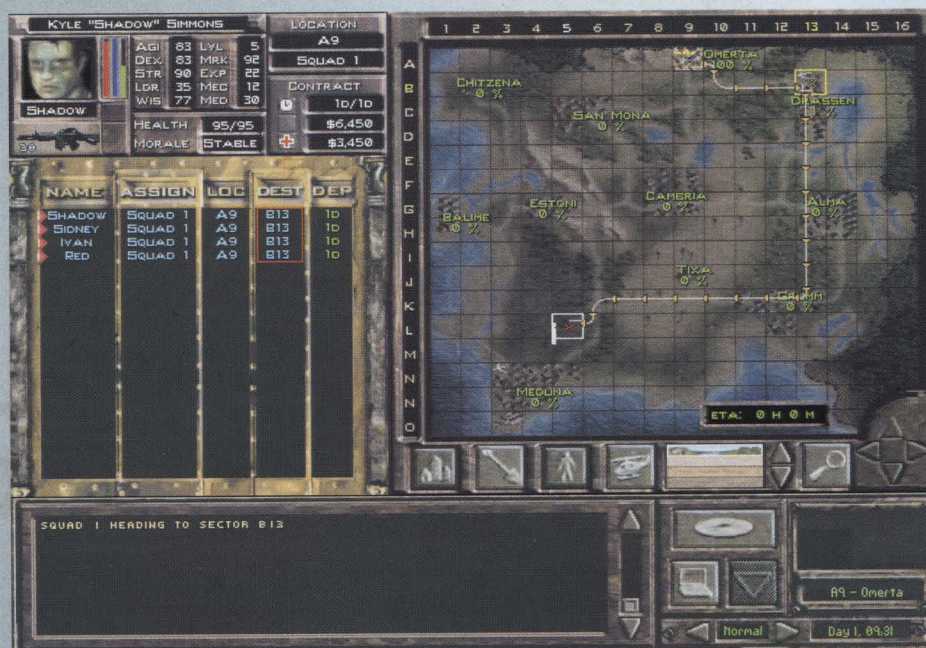 KYLE "SHADOW" SIMMONS
AGI 83 LVL 5
DEX 83 MRK 92
STR 90 EXP 22
LDR 35 MEC 12
WIS 77 MED 30
SHADOW
38
HEALTH 95/95
MORALE STABLE
LOCATION
A9
SQUAD 1
CONTRACT
1D/1D
$6,450
$3,450
NAME ASSIGN LOC DEST DEP
SHADOW SQUAD 1 A9 B13 1D
SIDNEY SQUAD 1 A9 B13 1D
IVAN SQUAD 1 A9 B13 1D
RED SQUAD 1 A9 B13 1D
1 2 3 4 5 6 7 8 9 10 11 12 13 14 15 16
A
B
C
D
E
F
G
H
I
J
K
L
M
N
N
O
OMERTA
100 %
CHITZENA
0 %
DRASSEN
SAN MONA
0 %
CAMBRIA
0 %
ALMA
0 %
ESTONI
0 %
BALIME
0 %
TIXA
0 %
GRUMM
0 %
MEDUNA
0 %
ETA: 0 H 0 M
SQUAD 1 HEADING TO SECTOR B13
A9 - Omerta
Normal
Day 1, 09:31